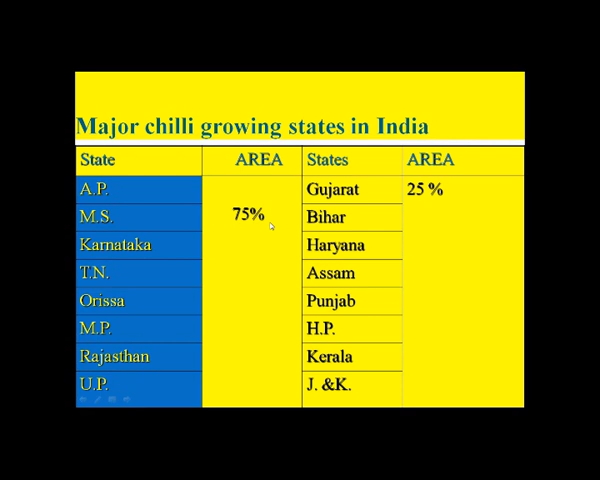 Major chilli growing states in India
State AREA States AREA
A.P. Gujarat 25 %
M.S. 75% Bihar
Karnataka Haryana
T.N. Assam
Orissa Punjab
M.P. H.P.
Rajasthan Kerala
U.P. J. &K.